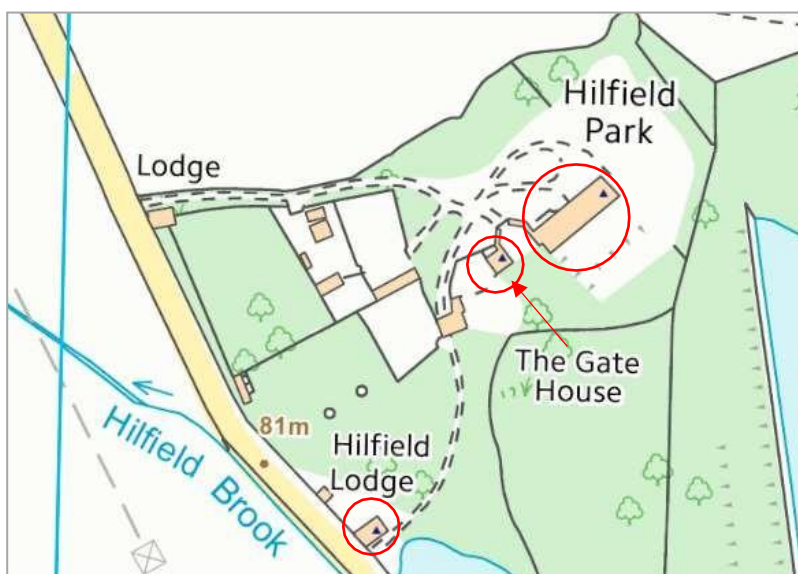 Hilfield
Park
Lodge
The Gate
House
81m
Hilfield
Lodge
Hilfield Brook